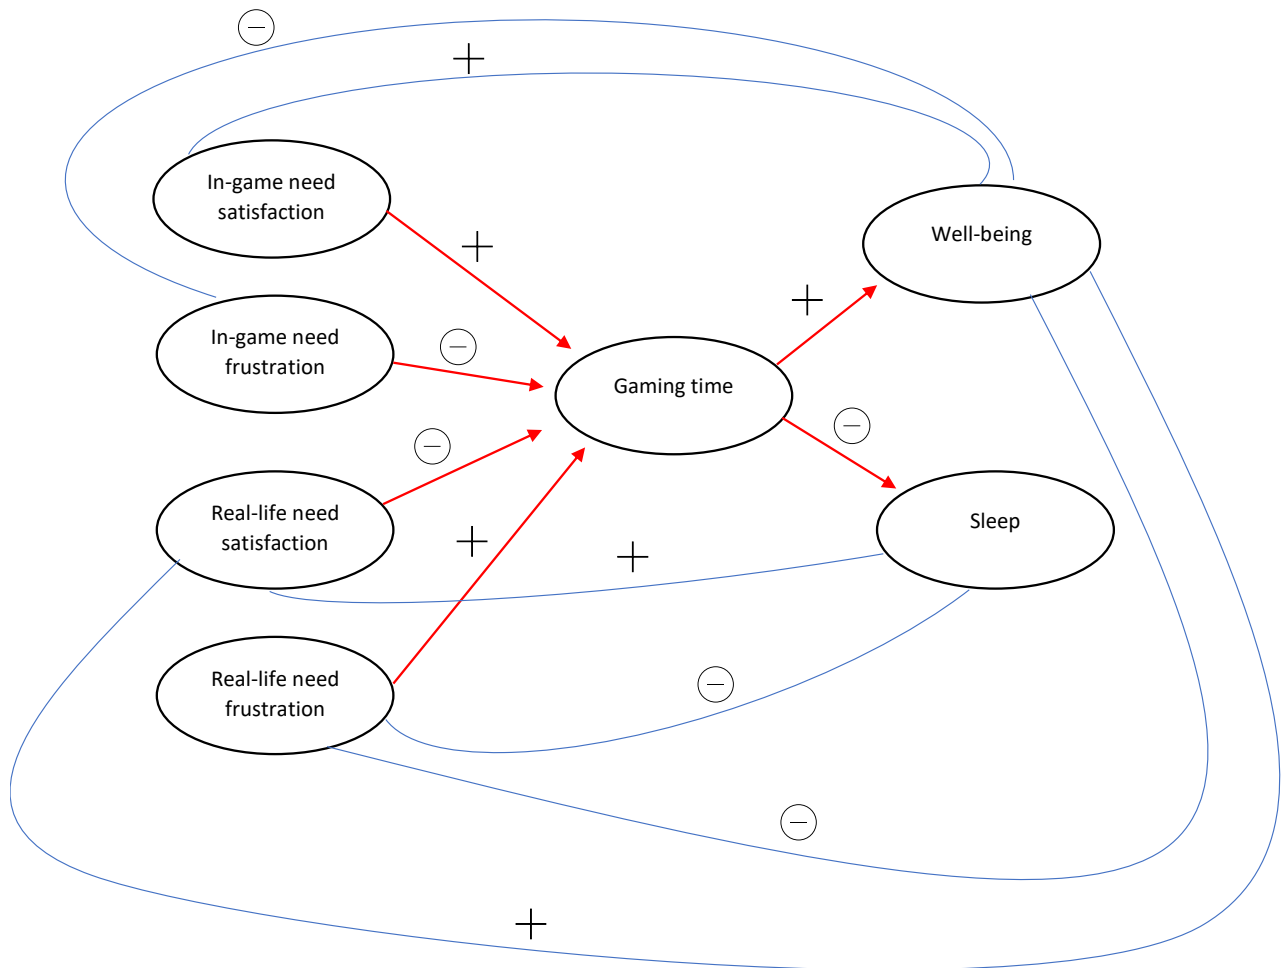 −
+
In-game need
satisfaction
+
Well-being
+
In-game need
frustration
−
Gaming time
−
−
Real-life need
satisfaction
Sleep
+
+
Real-life need
frustration
−
−
+